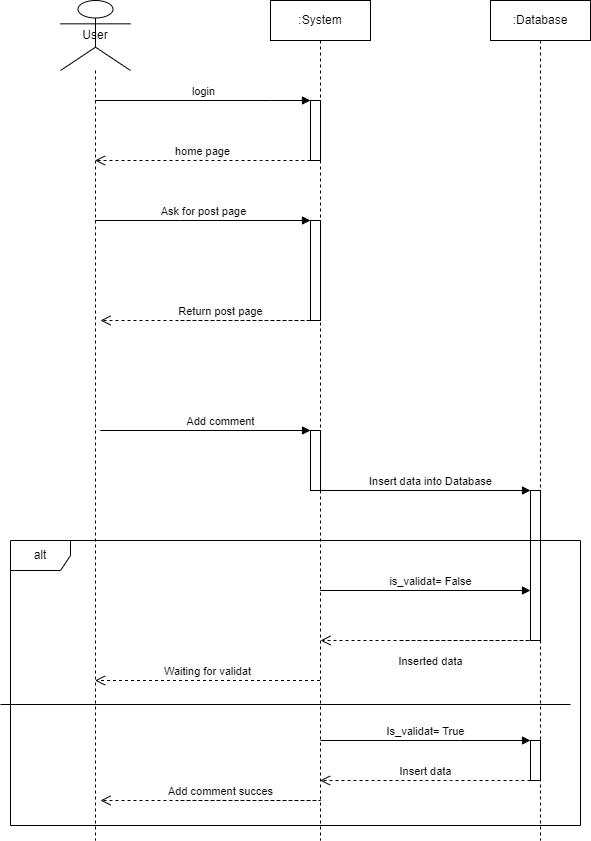 User
:System
:Database
login
home page
Ask for post page
Return post page
Add comment
Insert data into Database
alt
is_validat= False
Inserted data
Waiting for validat
Is_validat= True
Insert data
Add comment succes